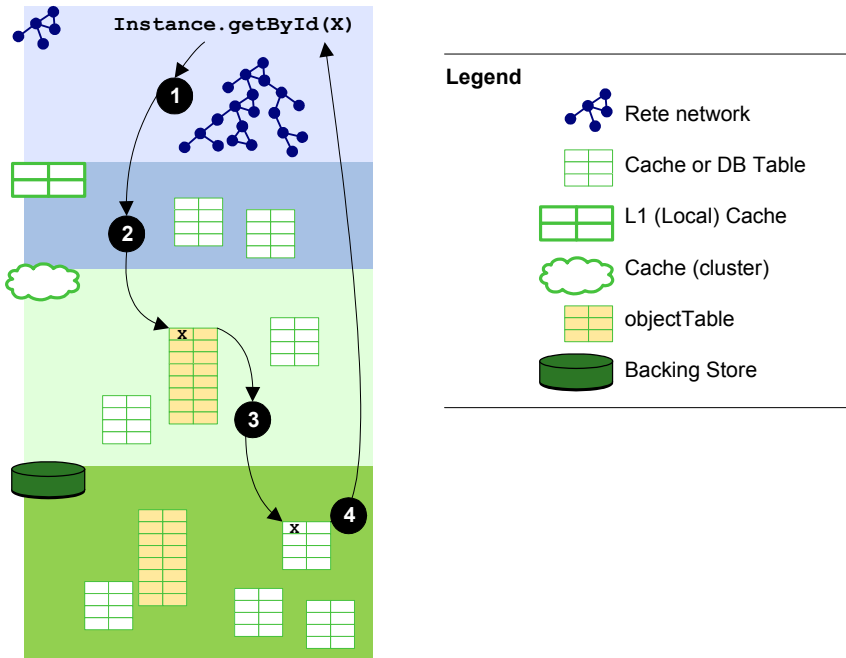 Instance.getById(X)
1
2
X
3
4
X
Legend
Rete network
Cache or DB Table
L1 (Local) Cache
Cache (cluster)
objectTable
Backing Store